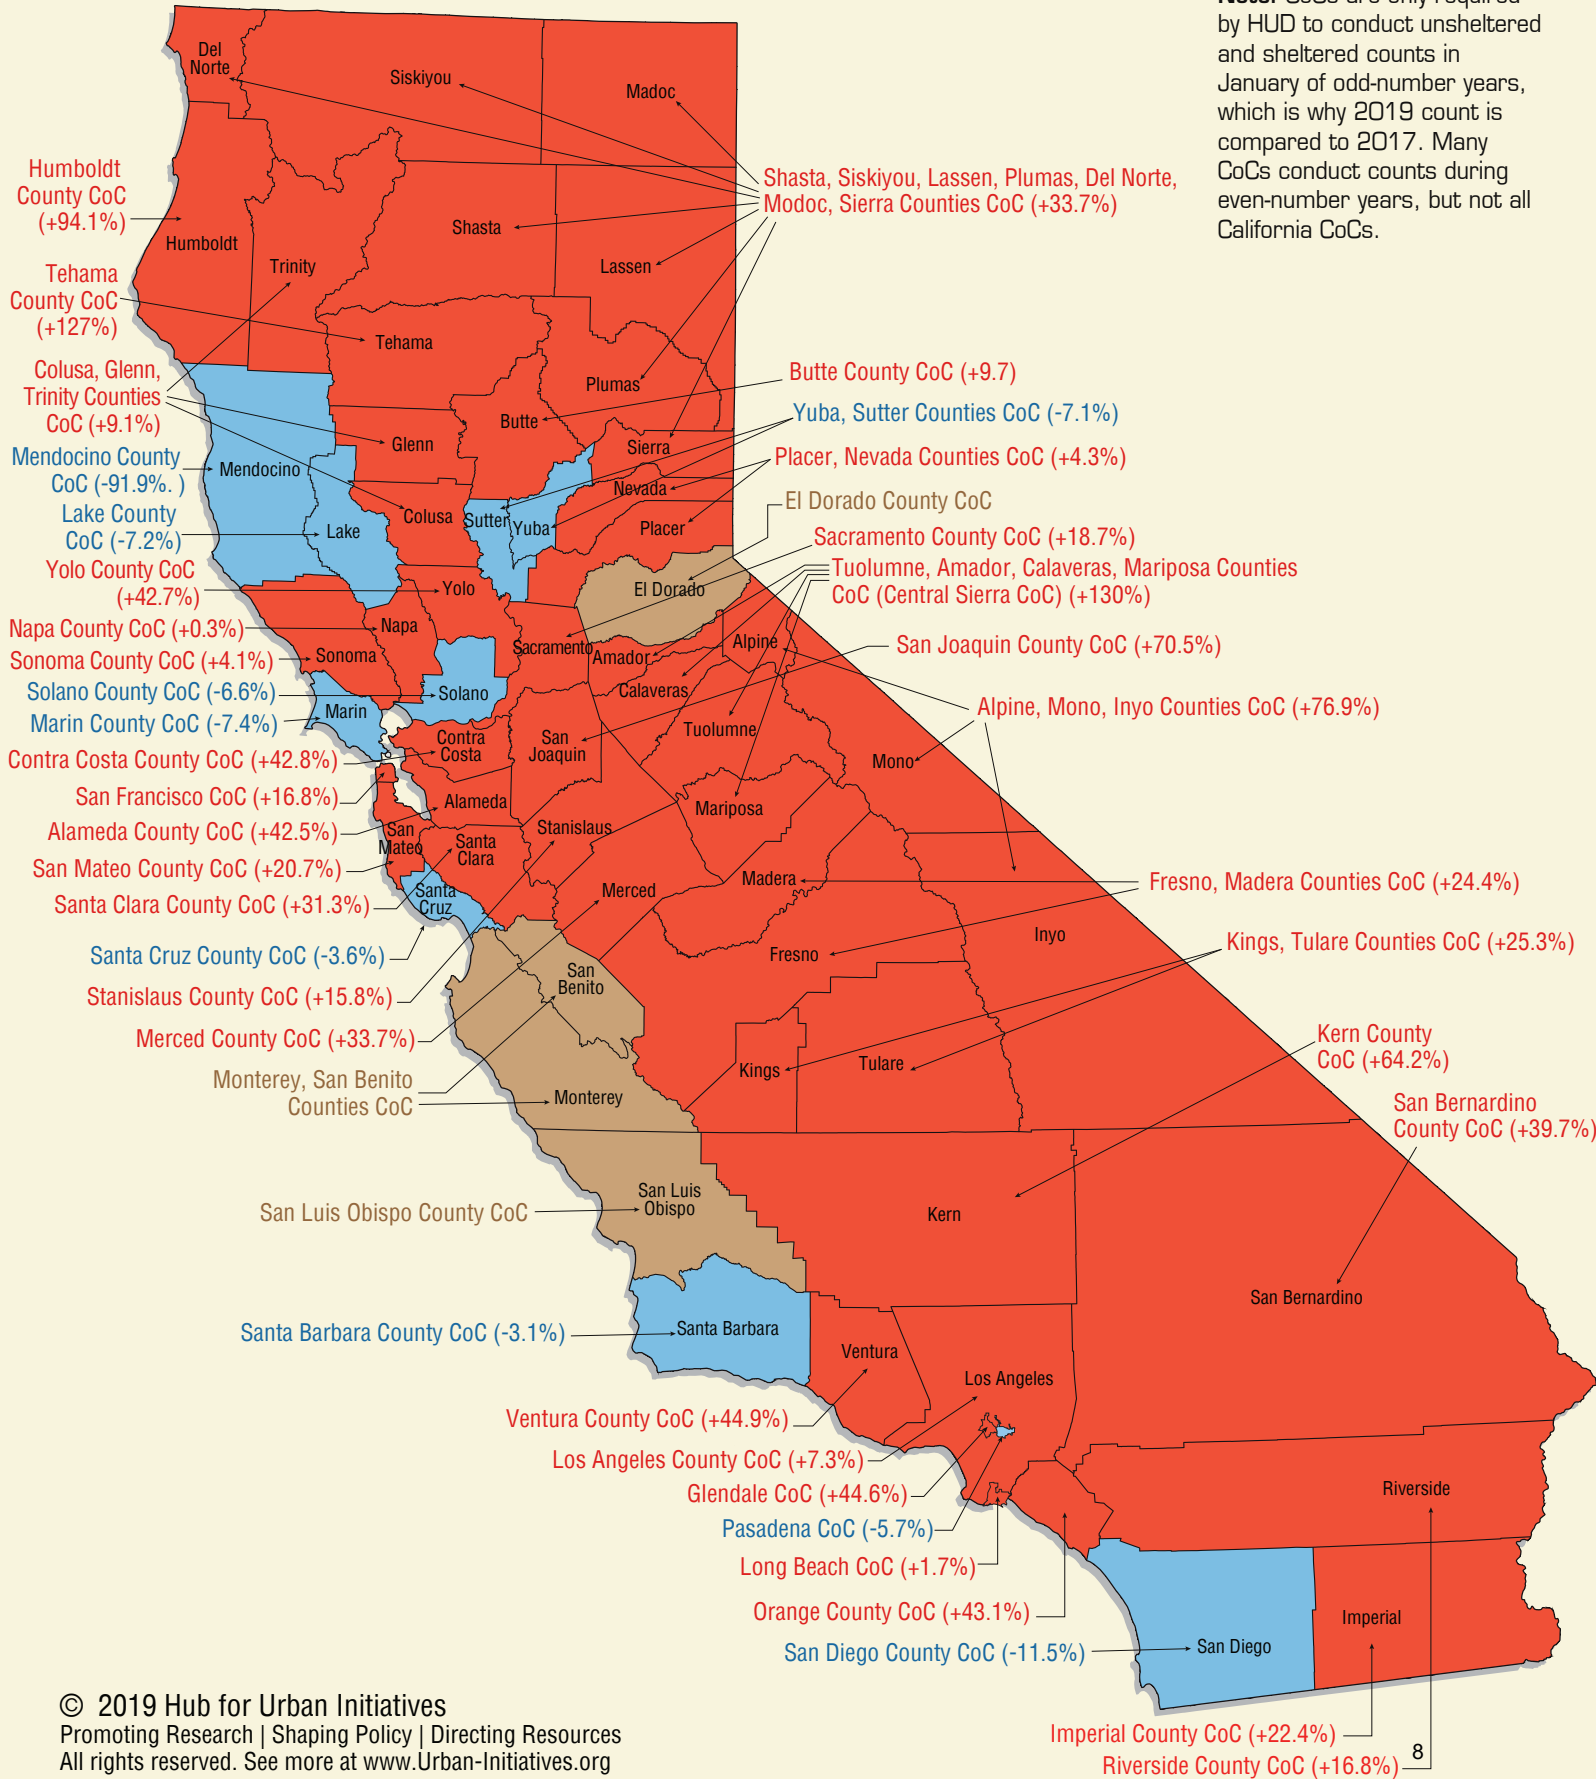 by HUD to conduct unsheltered
and sheltered counts in
January of odd-number years,
which is why 2019 count is
compared to 2017. Many
CoCs conduct counts during
even-number years, but not all
California CoCs.
Del
Norte
Siskiyou
Madoc
Humboldt
County CoC
(+94.1%)
Shasta, Siskiyou, Lassen, Plumas, Del Norte,
Modoc, Sierra Counties CoC (+33.7%)
Humboldt
Trinity
Shasta
Lassen
Tehama
County CoC
(+127%)
Tehama
Plumas
Colusa, Glenn,
Trinity Counties
CoC (+9.1%)
Butte County CoC (+9.7)
Yuba, Sutter Counties CoC (-7.1%)
Butte
Glenn
Sierra
Mendocino County
CoC (-91.9%. )
Mendocino
Placer, Nevada Counties CoC (+4.3%)
Nevada
El Dorado County CoC
Lake County
CoC (-7.2%)
Lake
Colusa
Sutter
Yuba
Placer
Sacramento County CoC (+18.7%)
Tuolumne, Amador, Calaveras, Mariposa Counties
CoC (Central Sierra CoC) (+130%)
Yolo County CoC
(+42.7%)
Yolo
El Dorado
Napa County CoC (+0.3%)
Napa
Sonoma County CoC (+4.1%)
Sonoma
Sacramento
Amador
Alpine
San Joaquin County CoC (+70.5%)
Solano County CoC (-6.6%)
Solano
Calaveras
Marin County CoC (-7.4%)
Marin
Alpine, Mono, Inyo Counties CoC (+76.9%)
Contra
Costa
San
Joaquin
Tuolumne
Mono
Contra Costa County CoC (+42.8%)
San Francisco CoC (+16.8%)
Alameda
Mariposa
Alameda County CoC (+42.5%)
San
Mateo
Santa
Clara
Stanislaus
San Mateo County CoC (+20.7%)
Madera
Fresno, Madera Counties CoC (+24.4%)
Santa
Cruz
Merced
Santa Clara County CoC (+31.3%)
Inyo
Kings, Tulare Counties CoC (+25.3%)
Santa Cruz County CoC (-3.6%)
Fresno
San
Benito
Stanislaus County CoC (+15.8%)
Merced County CoC (+33.7%)
Kern County
CoC (+64.2%)
Kings
Tulare
Monterey, San Benito
Counties CoC
Monterey
San Bernardino
County CoC (+39.7%)
San Luis
Obispo
San Luis Obispo County CoC
Kern
San Bernardino
Santa Barbara County CoC (-3.1%)
Santa Barbara
Ventura
Los Angeles
Ventura County CoC (+44.9%)
Los Angeles County CoC (+7.3%)
Glendale CoC (+44.6%)
Riverside
Pasadena CoC (-5.7%)
Long Beach CoC (+1.7%)
Orange County CoC (+43.1%)
Imperial
San Diego County CoC (-11.5%)
San Diego
© 2019 Hub for Urban Initiatives
Promoting Research | Shaping Policy | Directing Resources
All rights reserved. See more at www.Urban-Initiatives.org
Imperial County CoC (+22.4%)
8
Riverside County CoC (+16.8%)